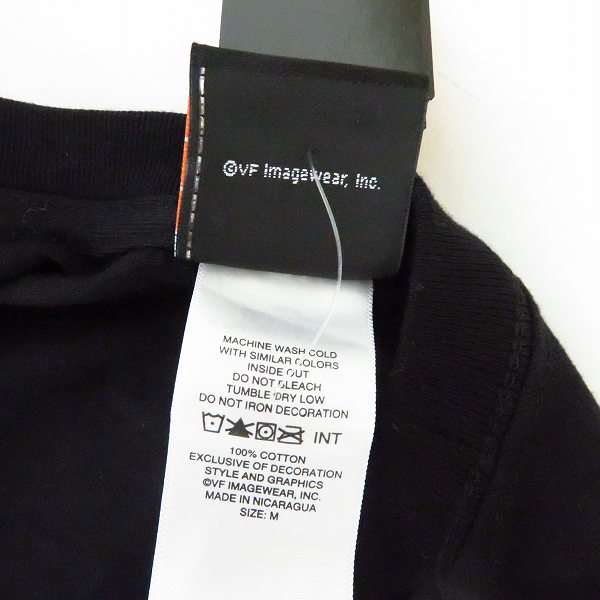 ©VF Imagewear, Inc.
MACHINE WASH COLD
WITH SIMILAR COLORS
INSIDE OUT
DO NOT BLEACH
TUMBLE DRY LOW
DO NOT IRON DECORATION
INT
100% COTTON
EXCLUSIVE OF DECORATION
STYLE AND GRAPHICS
©VF IMAGEWEAR, INC.
MADE IN NICARAGUA
SIZE: M